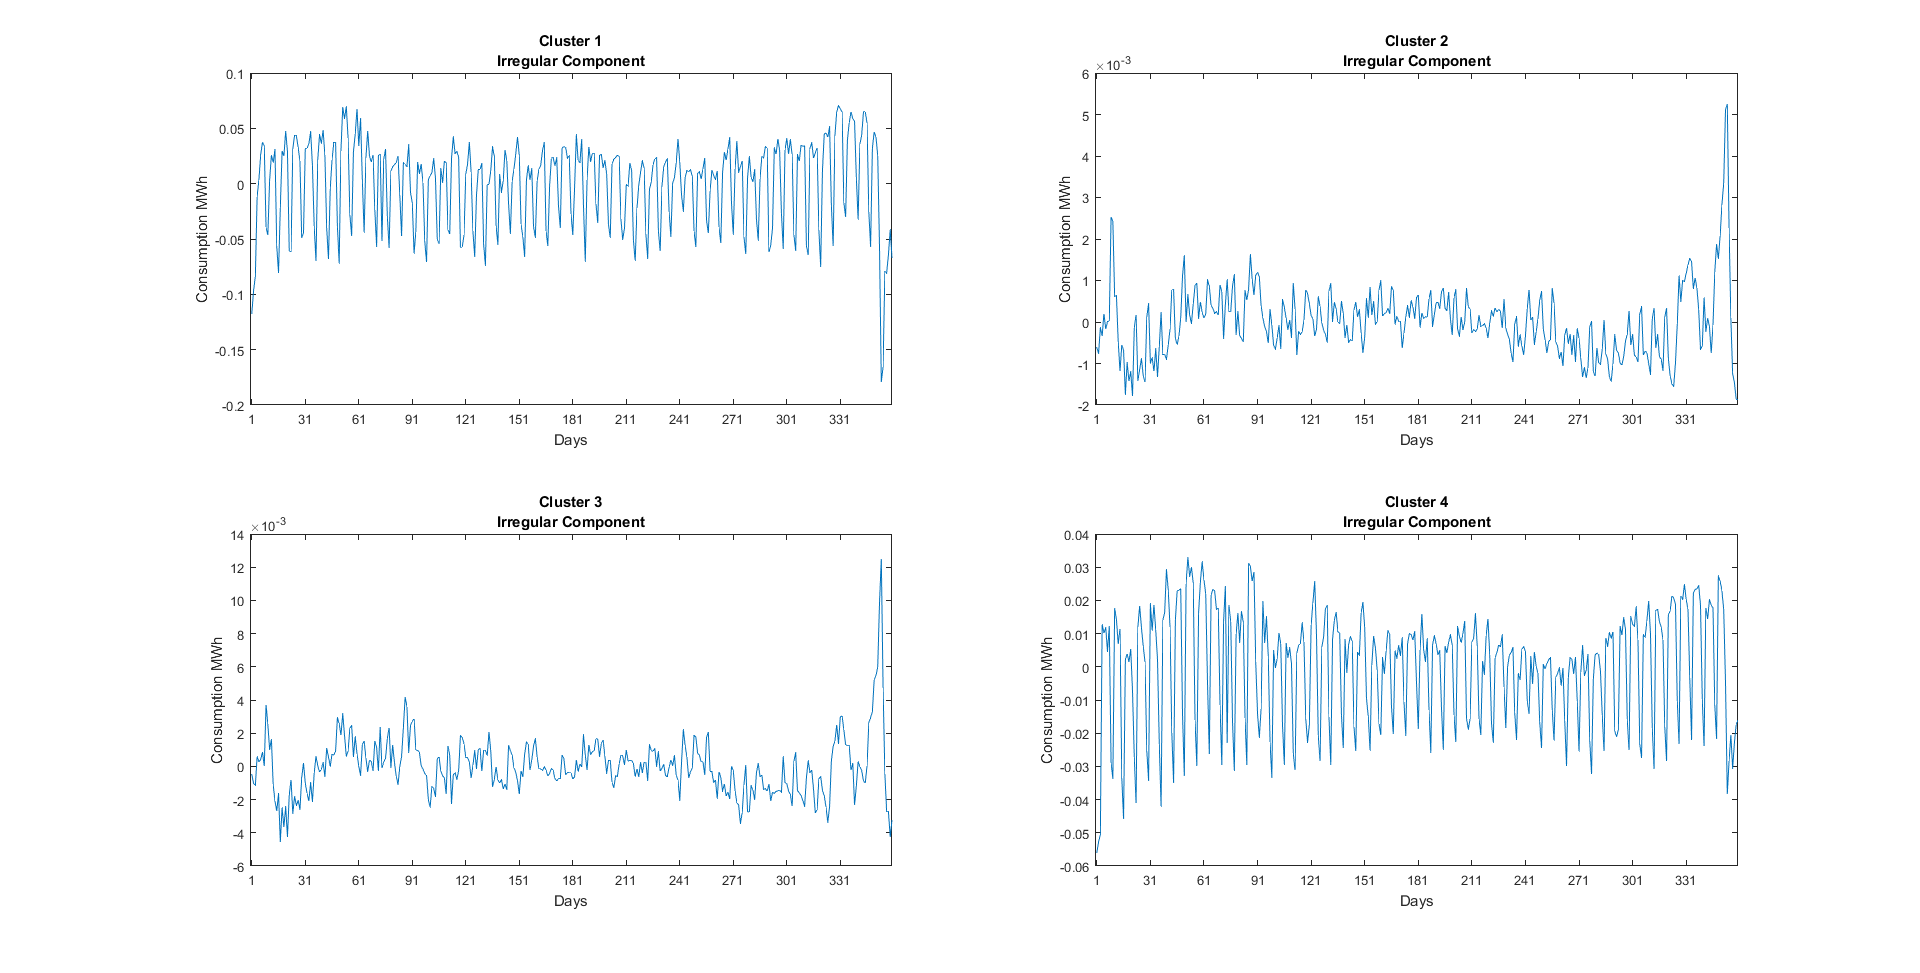 Cluster 1
Irregular Component
0.1
0.05
0
-0.05
-0.1
-0.15
-0.2
Consumption MWh
1 31 61 91 121 151 181 211 241 271 301 331
Days
Cluster 2
Irregular Component
×10-3
6
5
4
3
2
1
0
-1
-2
Consumption MWh
1 31 61 91 121 151 181 211 241 271 301 331
Days
Cluster 3
Irregular Component
×10-3
14
12
10
8
6
4
2
0
-2
-4
-6
Consumption MWh
1 31 61 91 121 151 181 211 241 271 301 331
Days
Cluster 4
Irregular Component
0.04
0.03
0.02
0.01
0
-0.01
-0.02
-0.03
-0.04
-0.05
-0.06
Consumption MWh
1 31 61 91 121 151 181 211 241 271 301 331
Days